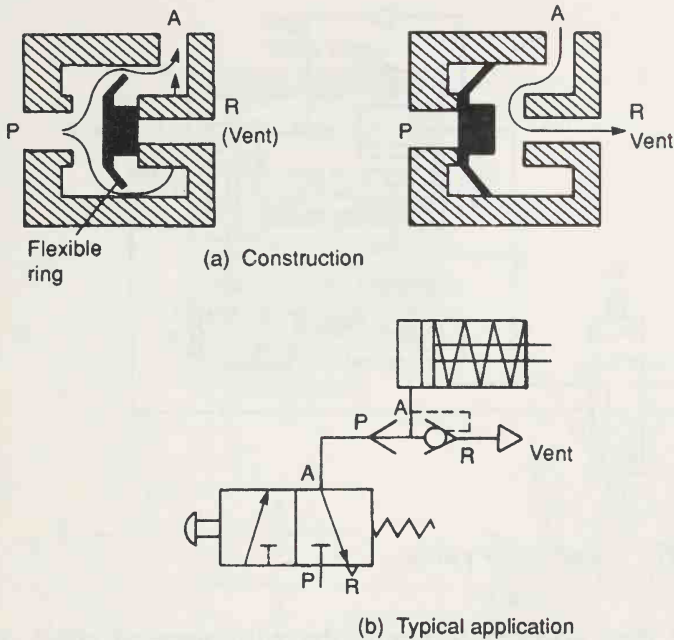 A
A
P
R
(Vent)
P
R
Vent
Flexible
ring
(a) Construction
A
P
R
Vent
A
P
R
(b) Typical application